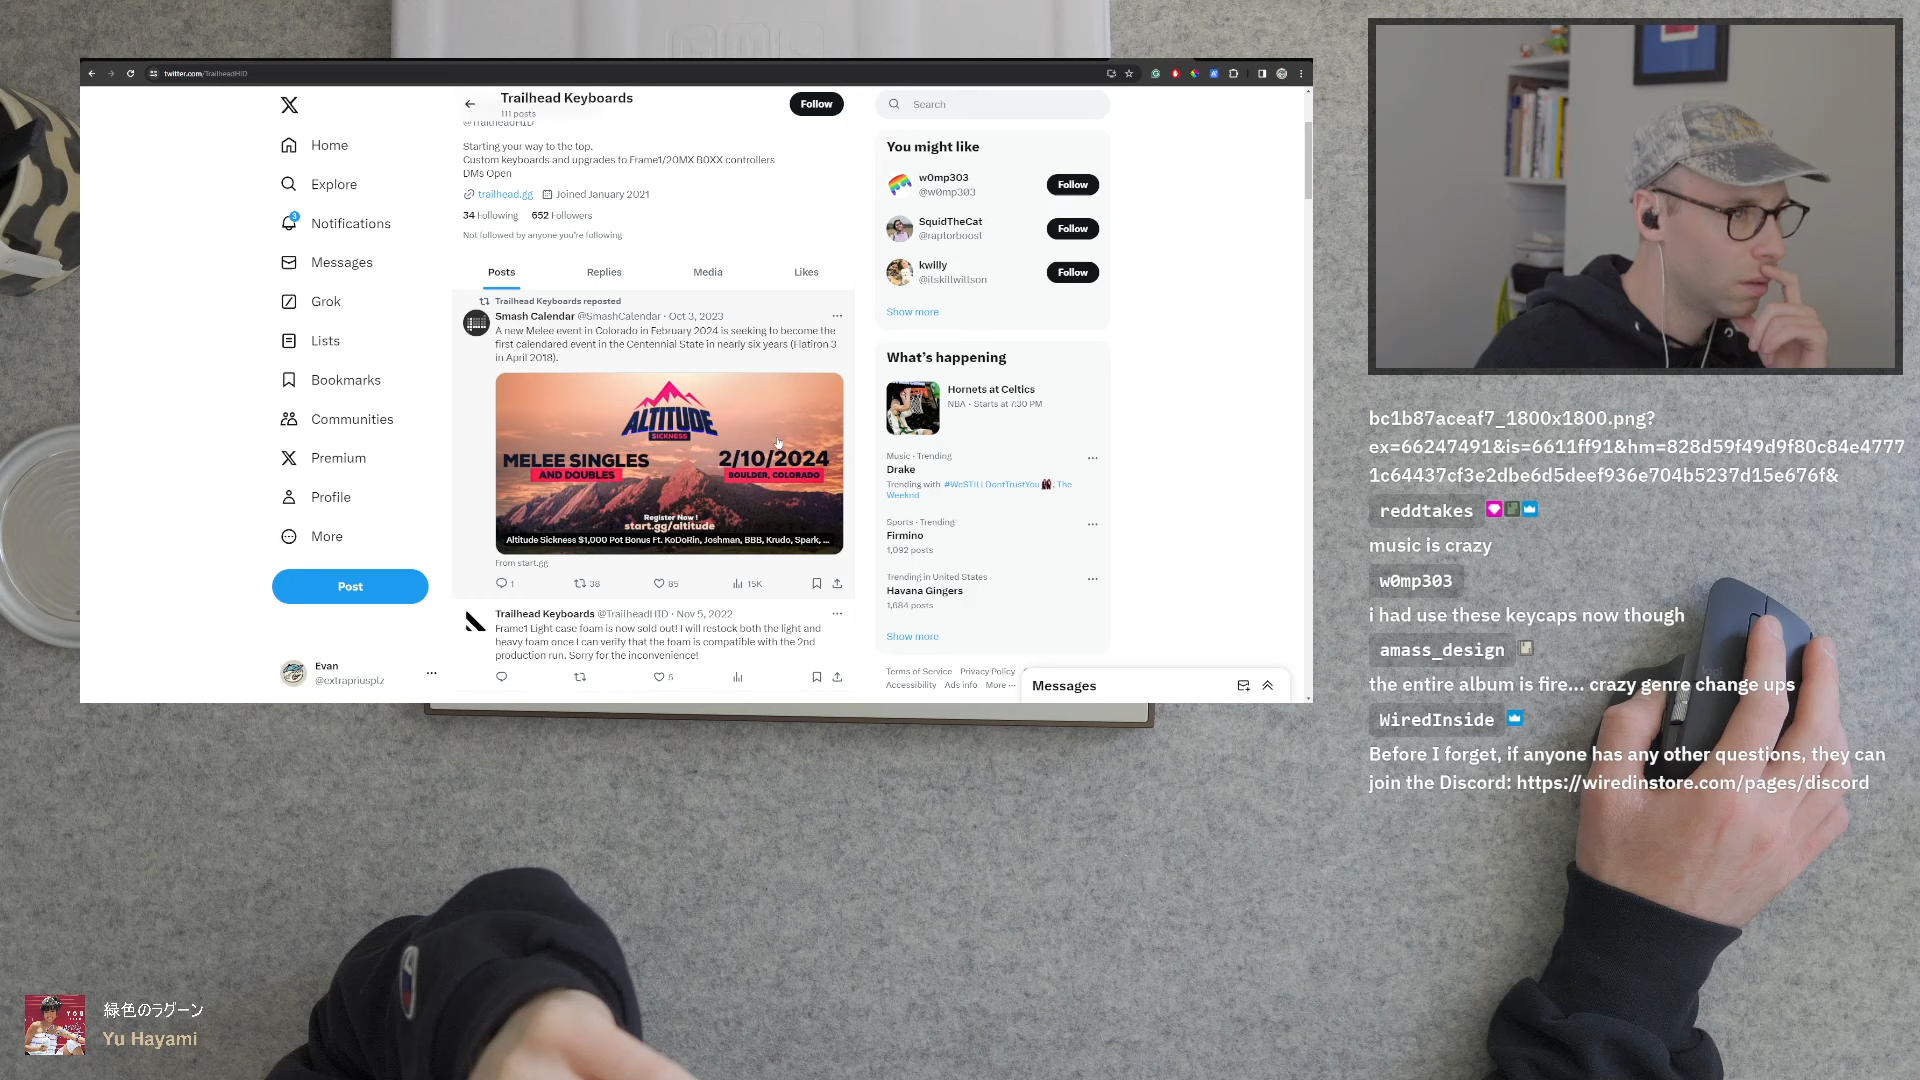 twitter.com/TrailheadHID
Trailhead Keyboards
111 posts
Follow
Search
Home
Explore
3
Notifications
Messages
Grok
Lists
Bookmarks
Communities
Premium
Profile
More
Post
Evan
@extrapriusplz
@TrailheadHID
Starting your way to the top.
Custom keyboards and upgrades to Frame1/20MX B0XX controllers
DMs Open
trailhead.gg Joined January 2021
34 Following 652 Followers
Not followed by anyone you're following
Posts
Replies
Media
Likes
Trailhead Keyboards reposted
Smash Calendar @SmashCalendar · Oct 3, 2023
A new Melee event in Colorado in February 2024 is seeking to become the
first calendared event in the Centennial State in nearly six years (Flatiron 3
in April 2018).
ALTITUDE
SICKNESS
MELEE SINGLES
AND DOUBLES
2/10/2024
BOULDER, COLORADO
Register Now !
start.gg/altitude
Altitude Sickness $1,000 Pot Bonus Ft. KoDoRin, Joshman, BBB, Krudo, Spark, ...
From start.gg
1
38
85
15K
Trailhead Keyboards @TrailheadHID · Nov 5, 2022
Frame1 Light case foam is now sold out! I will restock both the light and
heavy foam once I can verify that the foam is compatible with the 2nd
production run. Sorry for the inconvenience!
5
You might like
w0mp303
@w0mp303
Follow
SquidTheCat
@raptorboost
Follow
kwilly
@itskillwillson
Follow
Show more
What's happening
Hornets at Celtics
NBA · Starts at 7:30 PM
Music · Trending
Drake
Trending with #WeSTILLDontTrustYou, The
Weeknd
Sports · Trending
Firmino
1,092 posts
Trending in United States
Havana Gingers
1,684 posts
Show more
Terms of Service Privacy Policy
Accessibility Ads info More ...
Messages
bc1b87aceaf7_1800x1800.png?
ex=66247491&is=6611ff91&hm=828d59f49d9f80c84e4777
1c64437cf3e2dbe6d5deef936e704b5237d15e676f&
reddtakes
music is crazy
w0mp303
i had use these keycaps now though
amass_design
the entire album is fire... crazy genre change ups
WiredInside
Before I forget, if anyone has any other questions, they can
join the Discord: https://wiredinstore.com/pages/discord
緑色のラグーン
Yu Hayami